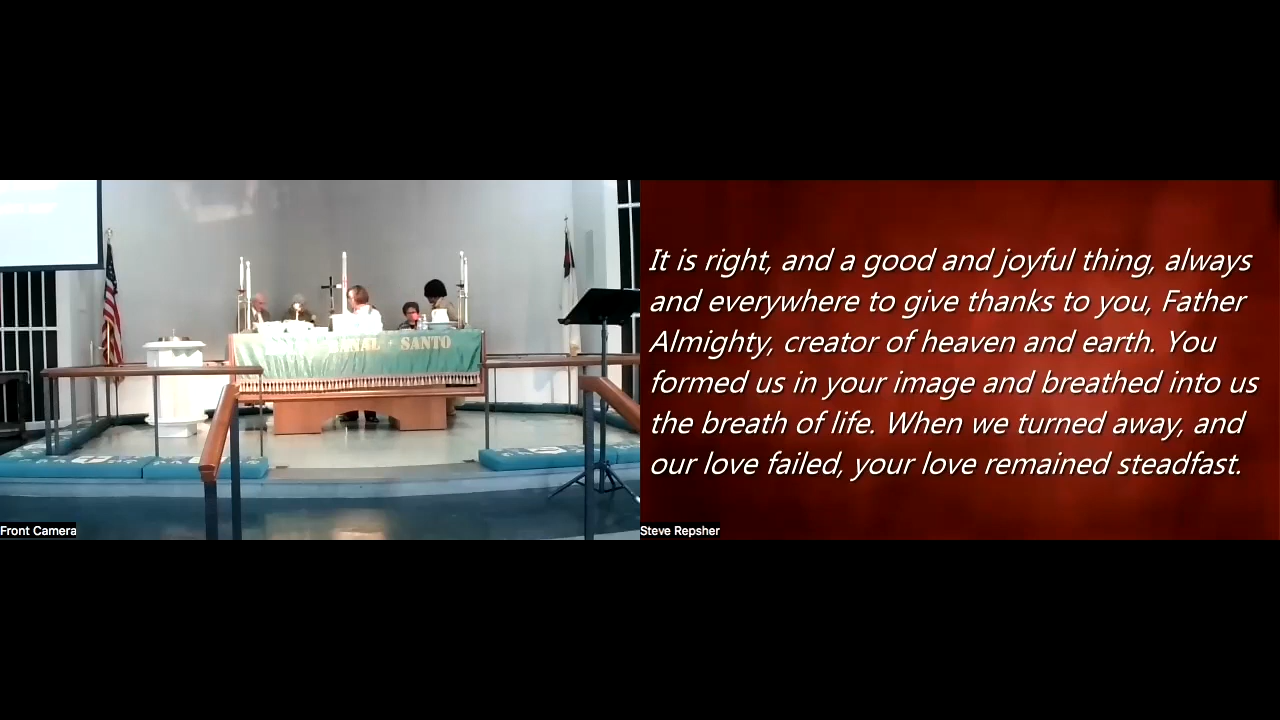 SANTO
Front Camera
It is right, and a good and joyful thing, always
and everywhere to give thanks to you, Father
Almighty, creator of heaven and earth. You
formed us in your image and breathed into us
the breath of life. When we turned away, and
our love failed, your love remained steadfast.
Steve Repsher